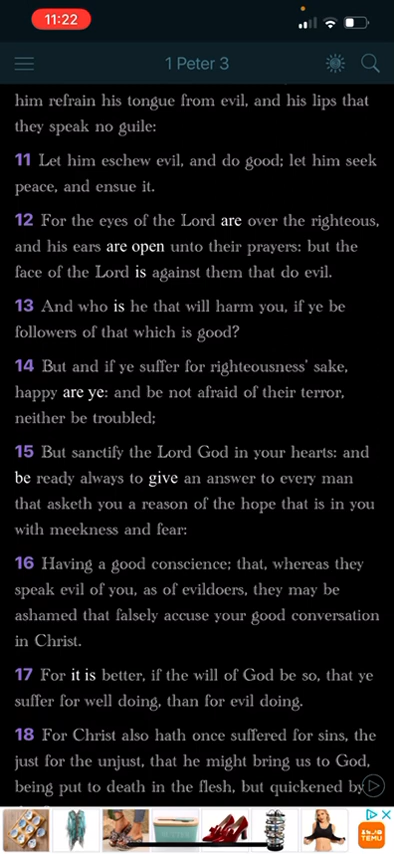 11:22
1 Peter 3
him refrain his tongue from evil, and his lips that
they speak no guile:
11 Let him eschew evil, and do good; let him seek
peace, and ensue it.
12 For the eyes of the Lord are over the righteous,
and his ears are open unto their prayers: but the
face of the Lord is against them that do evil.
13 And who is he that will harm you, if ye be
followers of that which is good?
14 But and if ye suffer for righteousness' sake,
happy are ye: and be not afraid of their terror,
neither be troubled;
15 But sanctify the Lord God in your hearts: and
be ready always to give an answer to every man
that asketh you a reason of the hope that is in you
with meekness and fear:
16 Having a good conscience; that, whereas they
speak evil of you, as of evildoers, they may be
ashamed that falsely accuse your good conversation
in Christ.
17 For it is better, if the will of God be so, that ye
suffer for well doing, than for evil doing.
18 For Christ also hath once suffered for sins, the
just for the unjust, that he might bring us to God,
being put to death in the flesh, but quickened by
TEMU